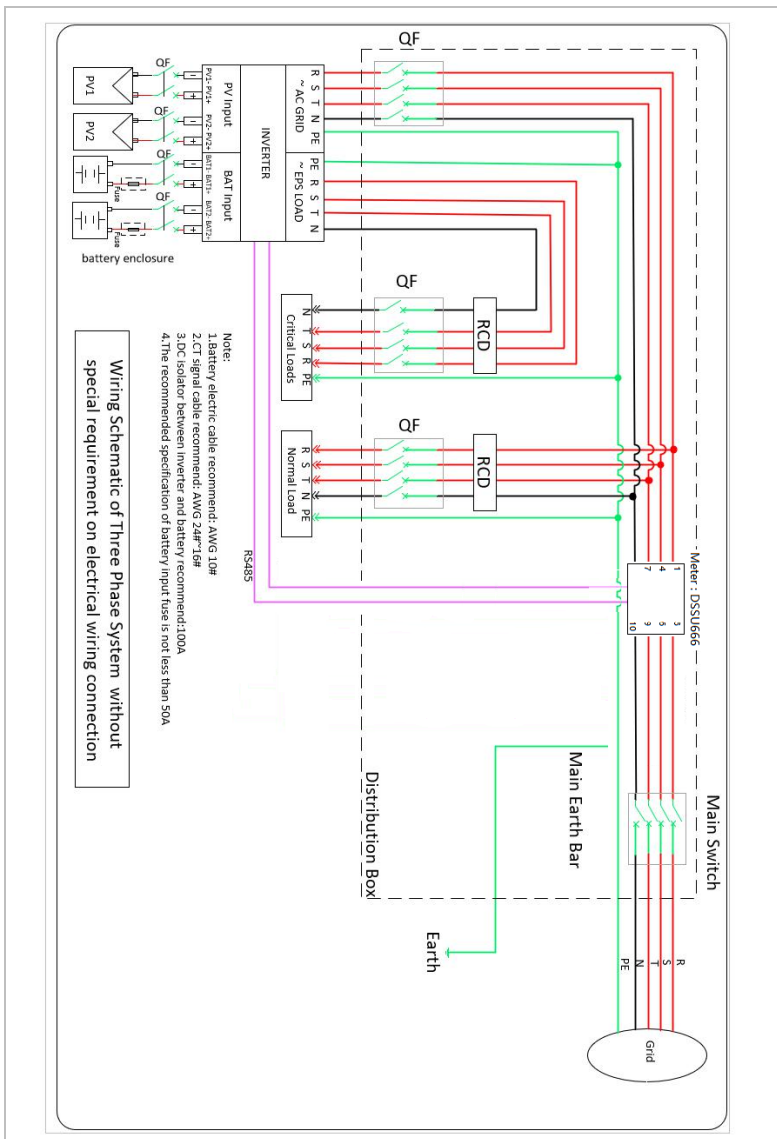 QF
QF
PV1
PV1- PV1+
− +
QF
PV2
PV2- PV2+
− +
PV Input
BAT1- BAT1+
− +
Fuse
QF
BAT2- BAT2+
− +
Fuse
BAT Input
battery enclosure
INVERTER
R S T N PE
~ AC GRID
PE R S T N
~ EPS LOAD
QF
RCD
N T S R PE
Critical Loads
QF
RCD
R S T N PE
Normal Load
RS485
Meter : DSSU666
1 4 7
3 6 9 10
Main Switch
Main Earth Bar
Distribution Box
Earth
R
S
T
N
PE
Grid
Note:
1.Battery electric cable recommend: AWG 10#
2.CT signal cable recommend: AWG 24#~16#
3.DC isolator between inverter and battery recommend:100A
4.The recommended specification of battery input fuse is not less than 50A
Wiring Schematic of Three Phase System without
special requirement on electrical wiring connection